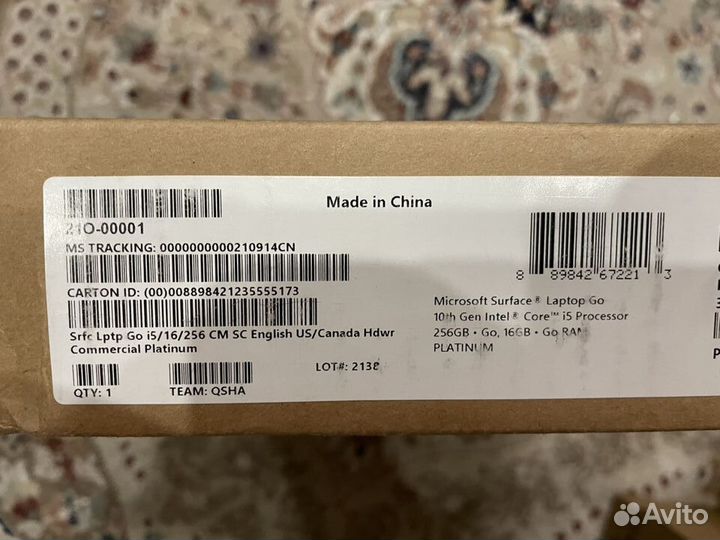 Made in China
21O-00001
MS TRACKING: 0000000000210914CN
CARTON ID: (00)008898421235555173
Srfc Lptp Go i5/16/256 CM SC English US/Canada Hdwr
Commercial Platinum
LOT#: 2138
QTY: 1
TEAM: QSHA
8 89842 67221 3
Microsoft Surface® Laptop Go
10th Gen Intel® Core™ i5 Processor
256GB • Go, 16GB • Go RAM
PLATINUM
P
Avito